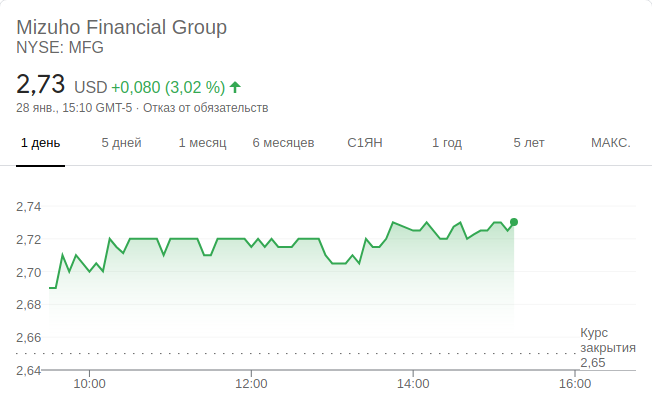 Mizuho Financial Group
NYSE: MFG
2,73 USD +0,080 (3,02 %)
28 янв., 15:10 GMT-5 · Отказ от обязательств
1 день 5 дней 1 месяц 6 месяцев С1ЯН 1 год 5 лет МАКС.
2,74
2,72
2,70
2,68
2,66
2,64
Курс
закрытия
2,65
10:00 12:00 14:00 16:00